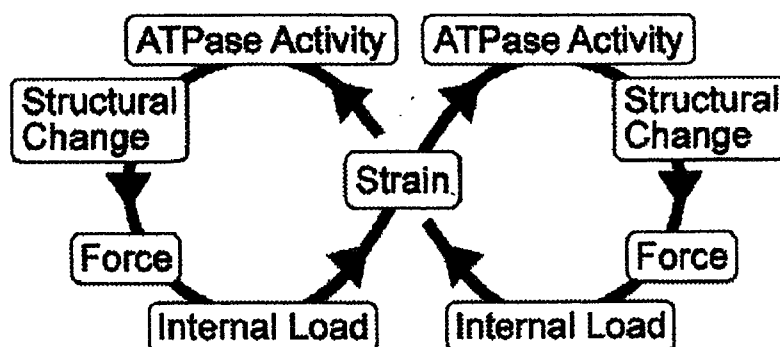 ATPase Activity
ATPase Activity
Structural
Change
Structural
Change
Strain
Force
Force
Internal Load
Internal Load